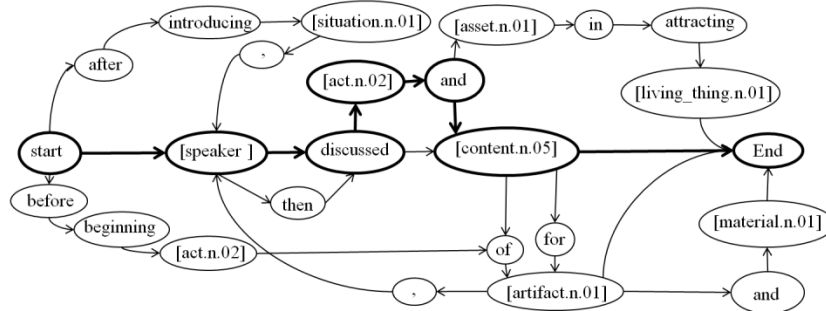 introducing
[situation.n.01]
[asset.n.01]
in
attracting
after
,
[act.n.02]
and
[living_thing.n.01]
start
[speaker ]
discussed
[content.n.05]
End
before
then
beginning
[material.n.01]
[act.n.02]
of
for
,
[artifact.n.01]
and